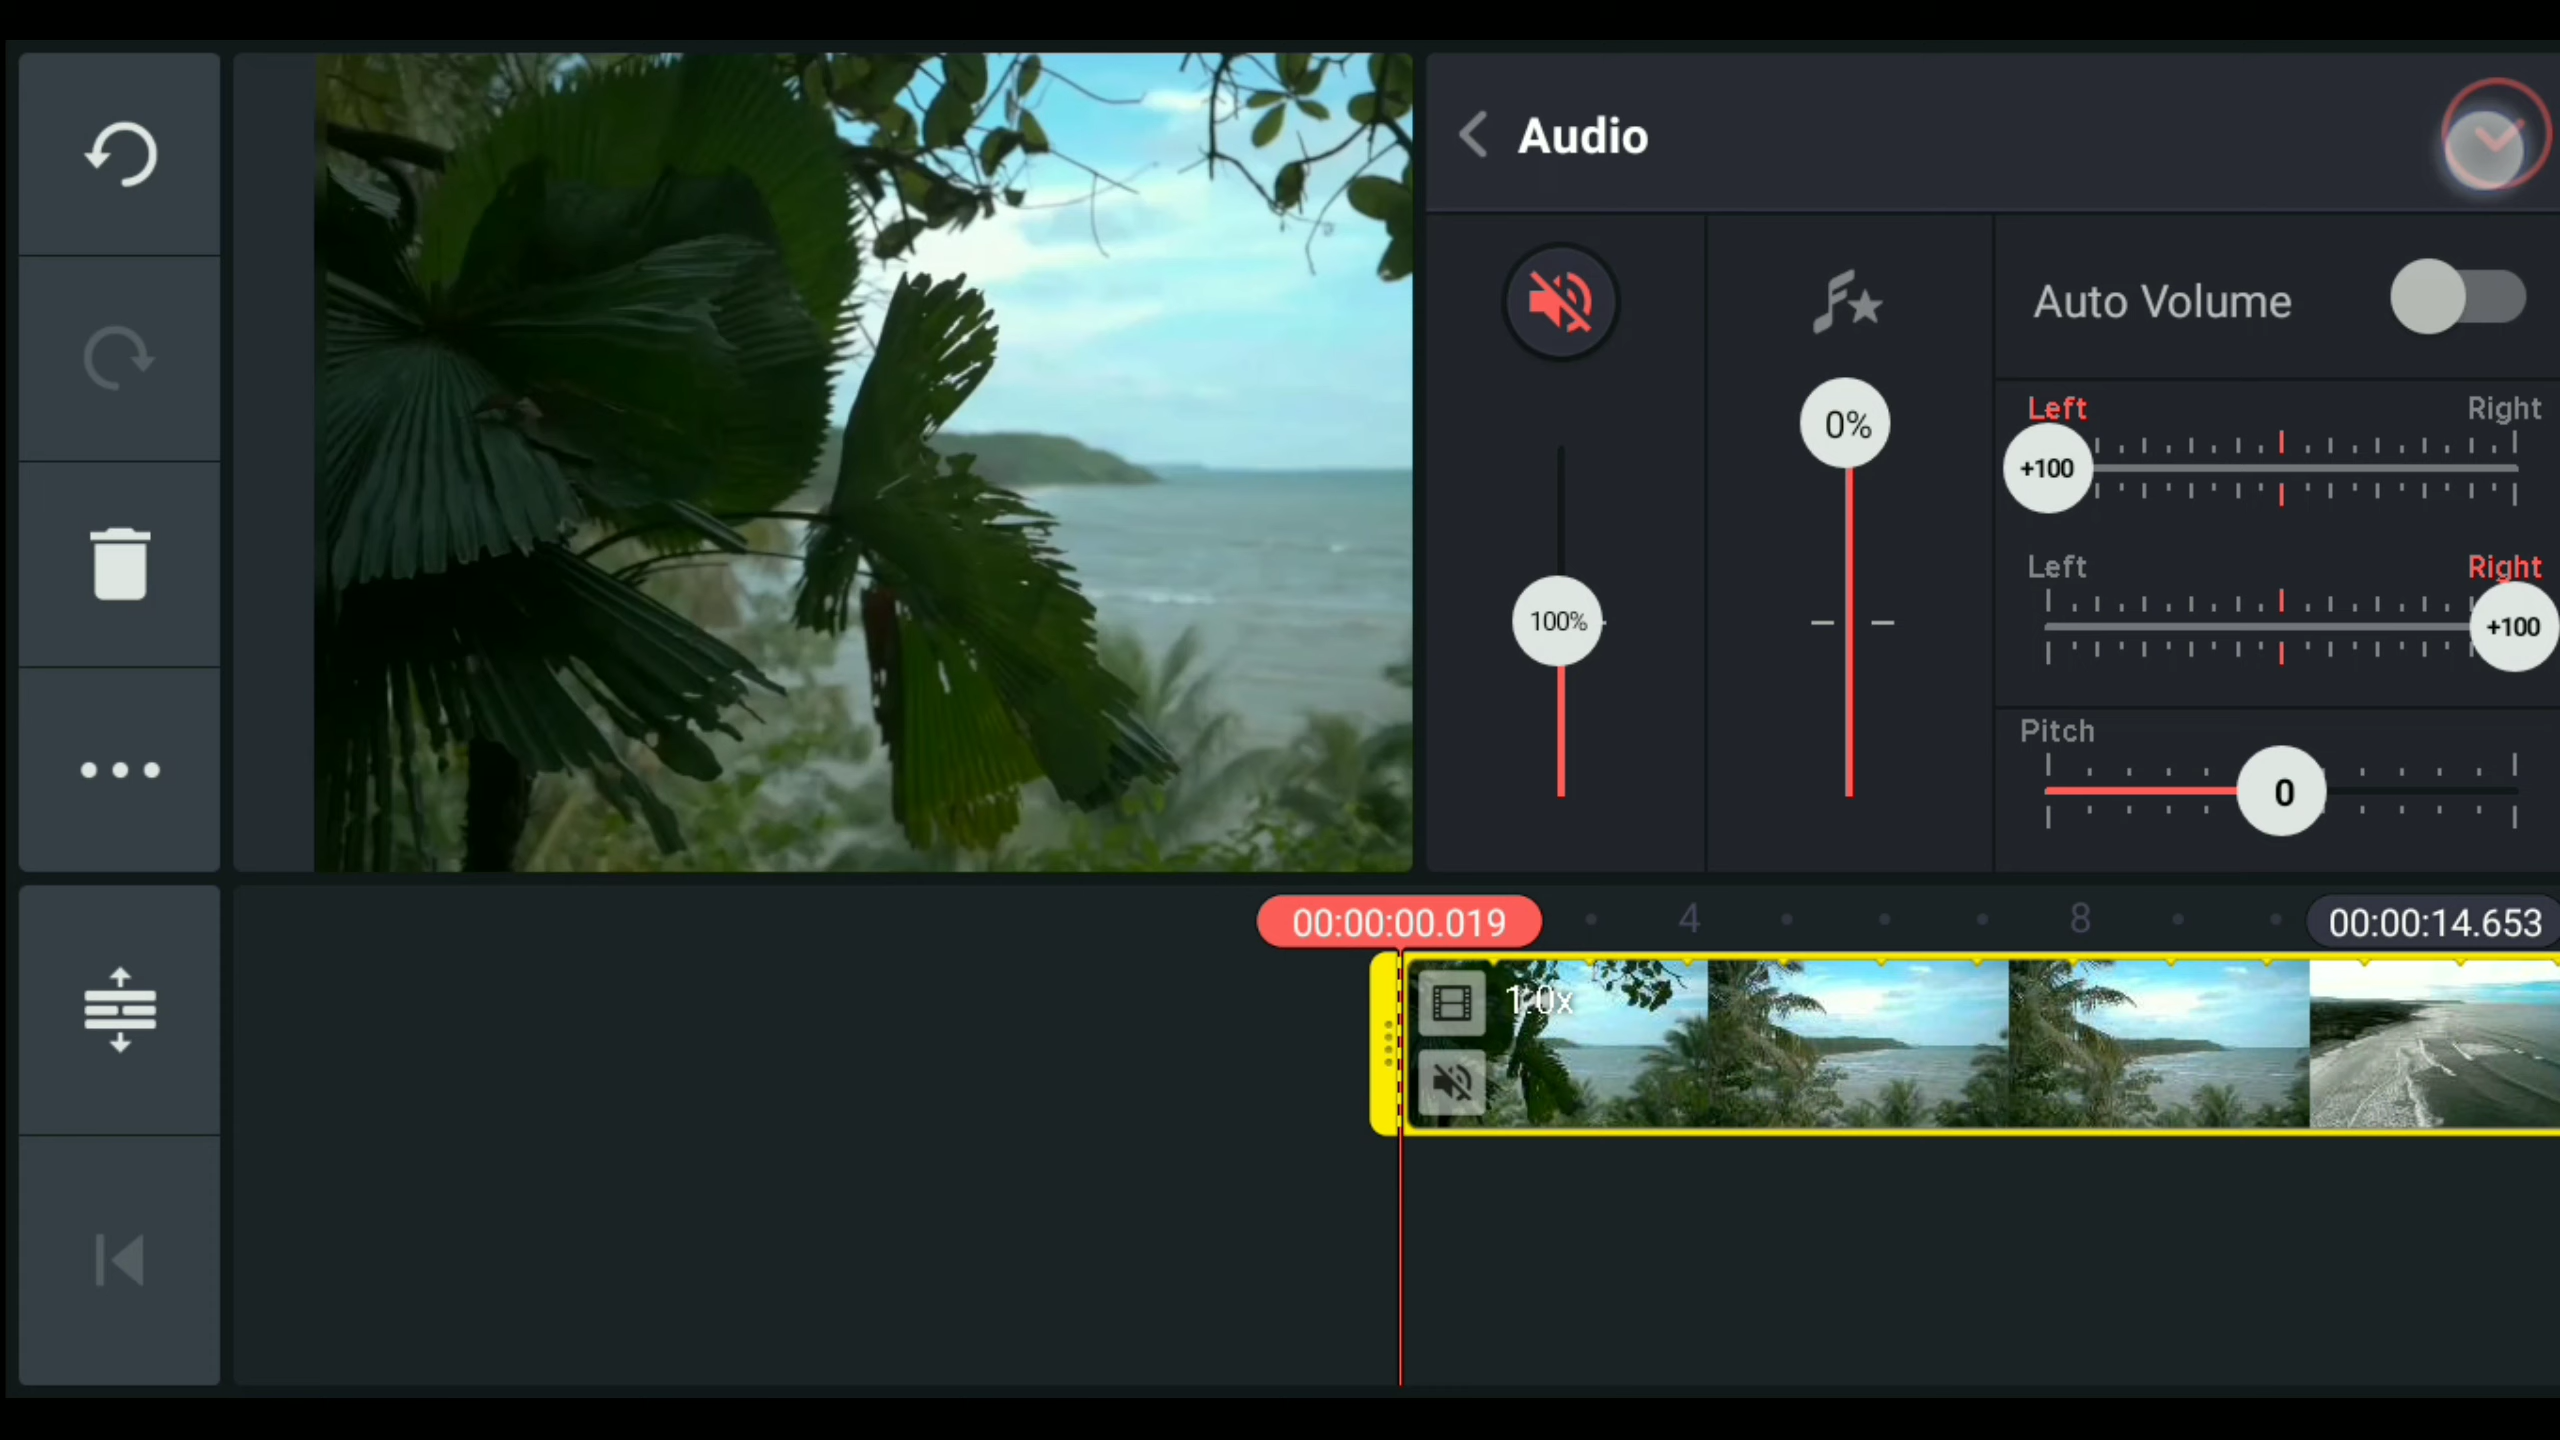 Audio
Auto Volume
0%
100%
Left
Right
+100
Left
Right
+100
Pitch
0
00:00:00.019
4
8
00:00:14.653
1.0x